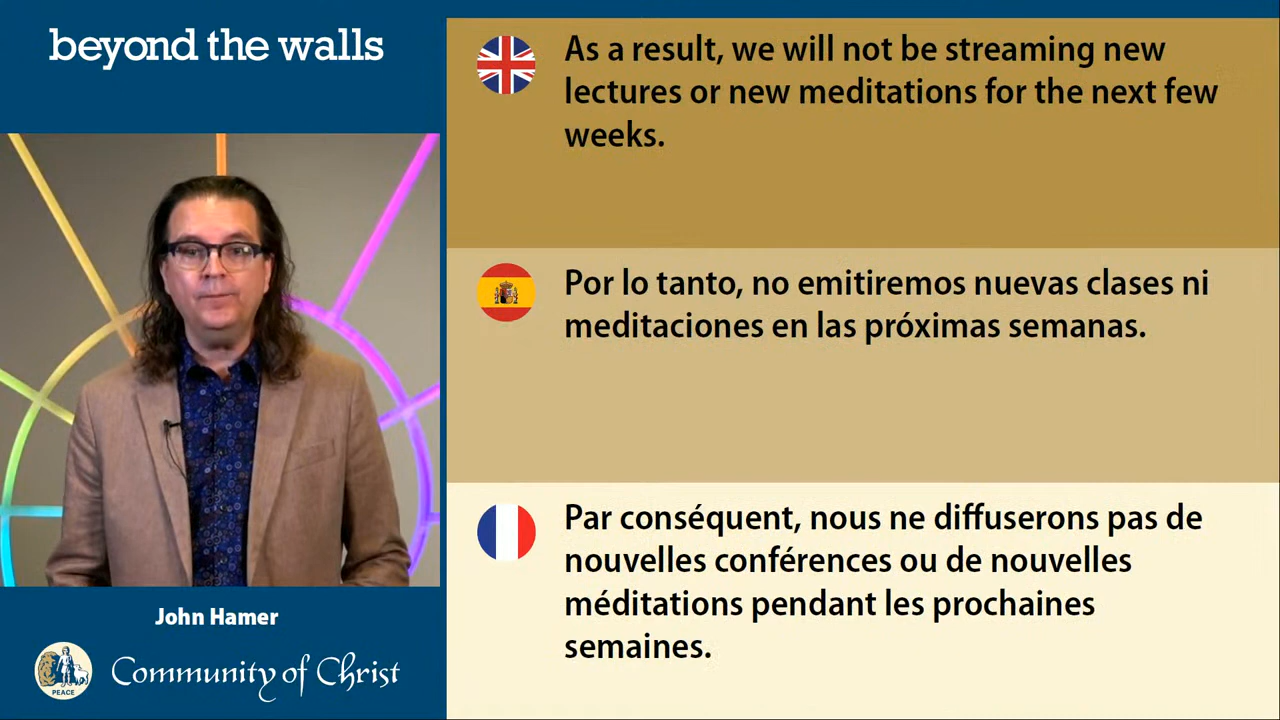 beyond the walls
As a result, we will not be streaming new
lectures or new meditations for the next few
weeks.
Por lo tanto, no emitiremos nuevas clases ni
meditaciones en las próximas semanas.
Par conséquent, nous ne diffuserons pas de
nouvelles conférences ou de nouvelles
méditations pendant les prochaines
semaines.
John Hamer
PEACE
Community of Christ